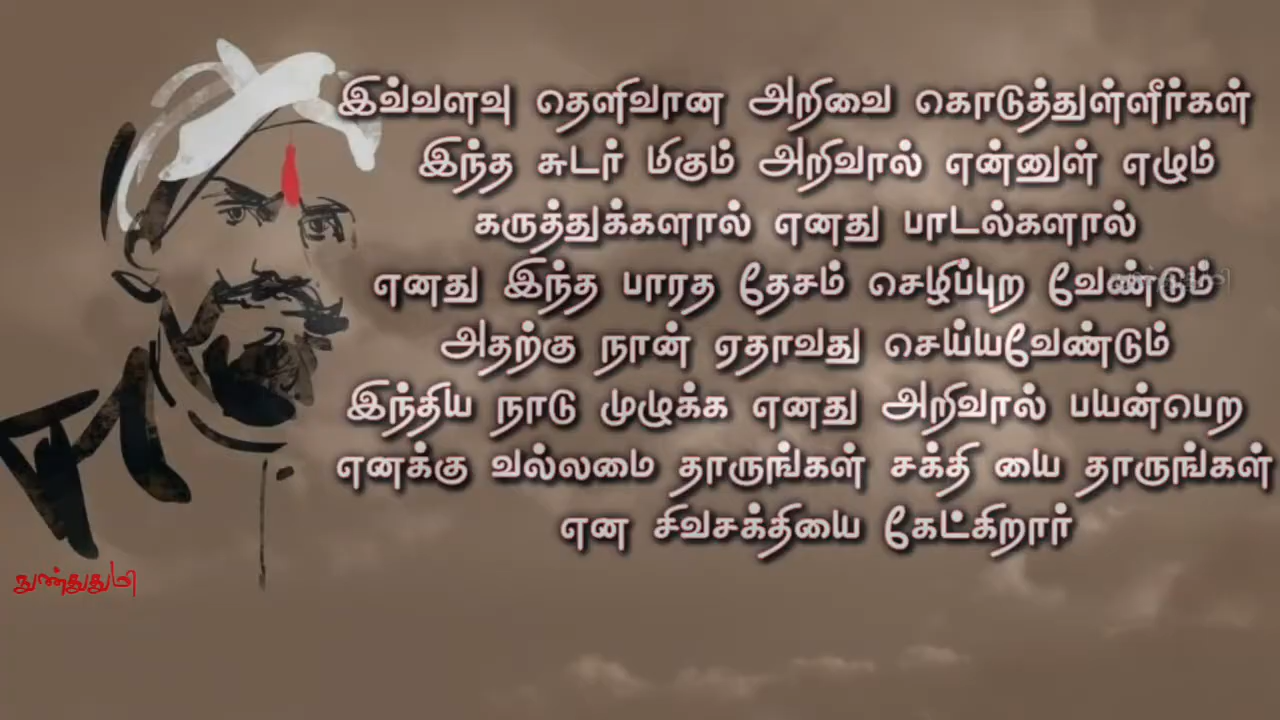 இவ்வளவு தெளிவான அறிவை கொடுத்துள்ளீர்கள்
இந்த சுடர் மிகும் அறிவால் என்னுள் எழும்
கருத்துக்களால் எனது பாடல்களால்
எனது இந்த பாரத தேசம் செழிப்புற வேண்டும்
அதற்கு நான் ஏதாவது செய்யவேண்டும்
இந்திய நாடு முழுக்க எனது அறிவால் பயன்பெற
எனக்கு வல்லமை தாருங்கள் சக்தி யை தாருங்கள்
என சிவசக்தியை கேட்கிறார்